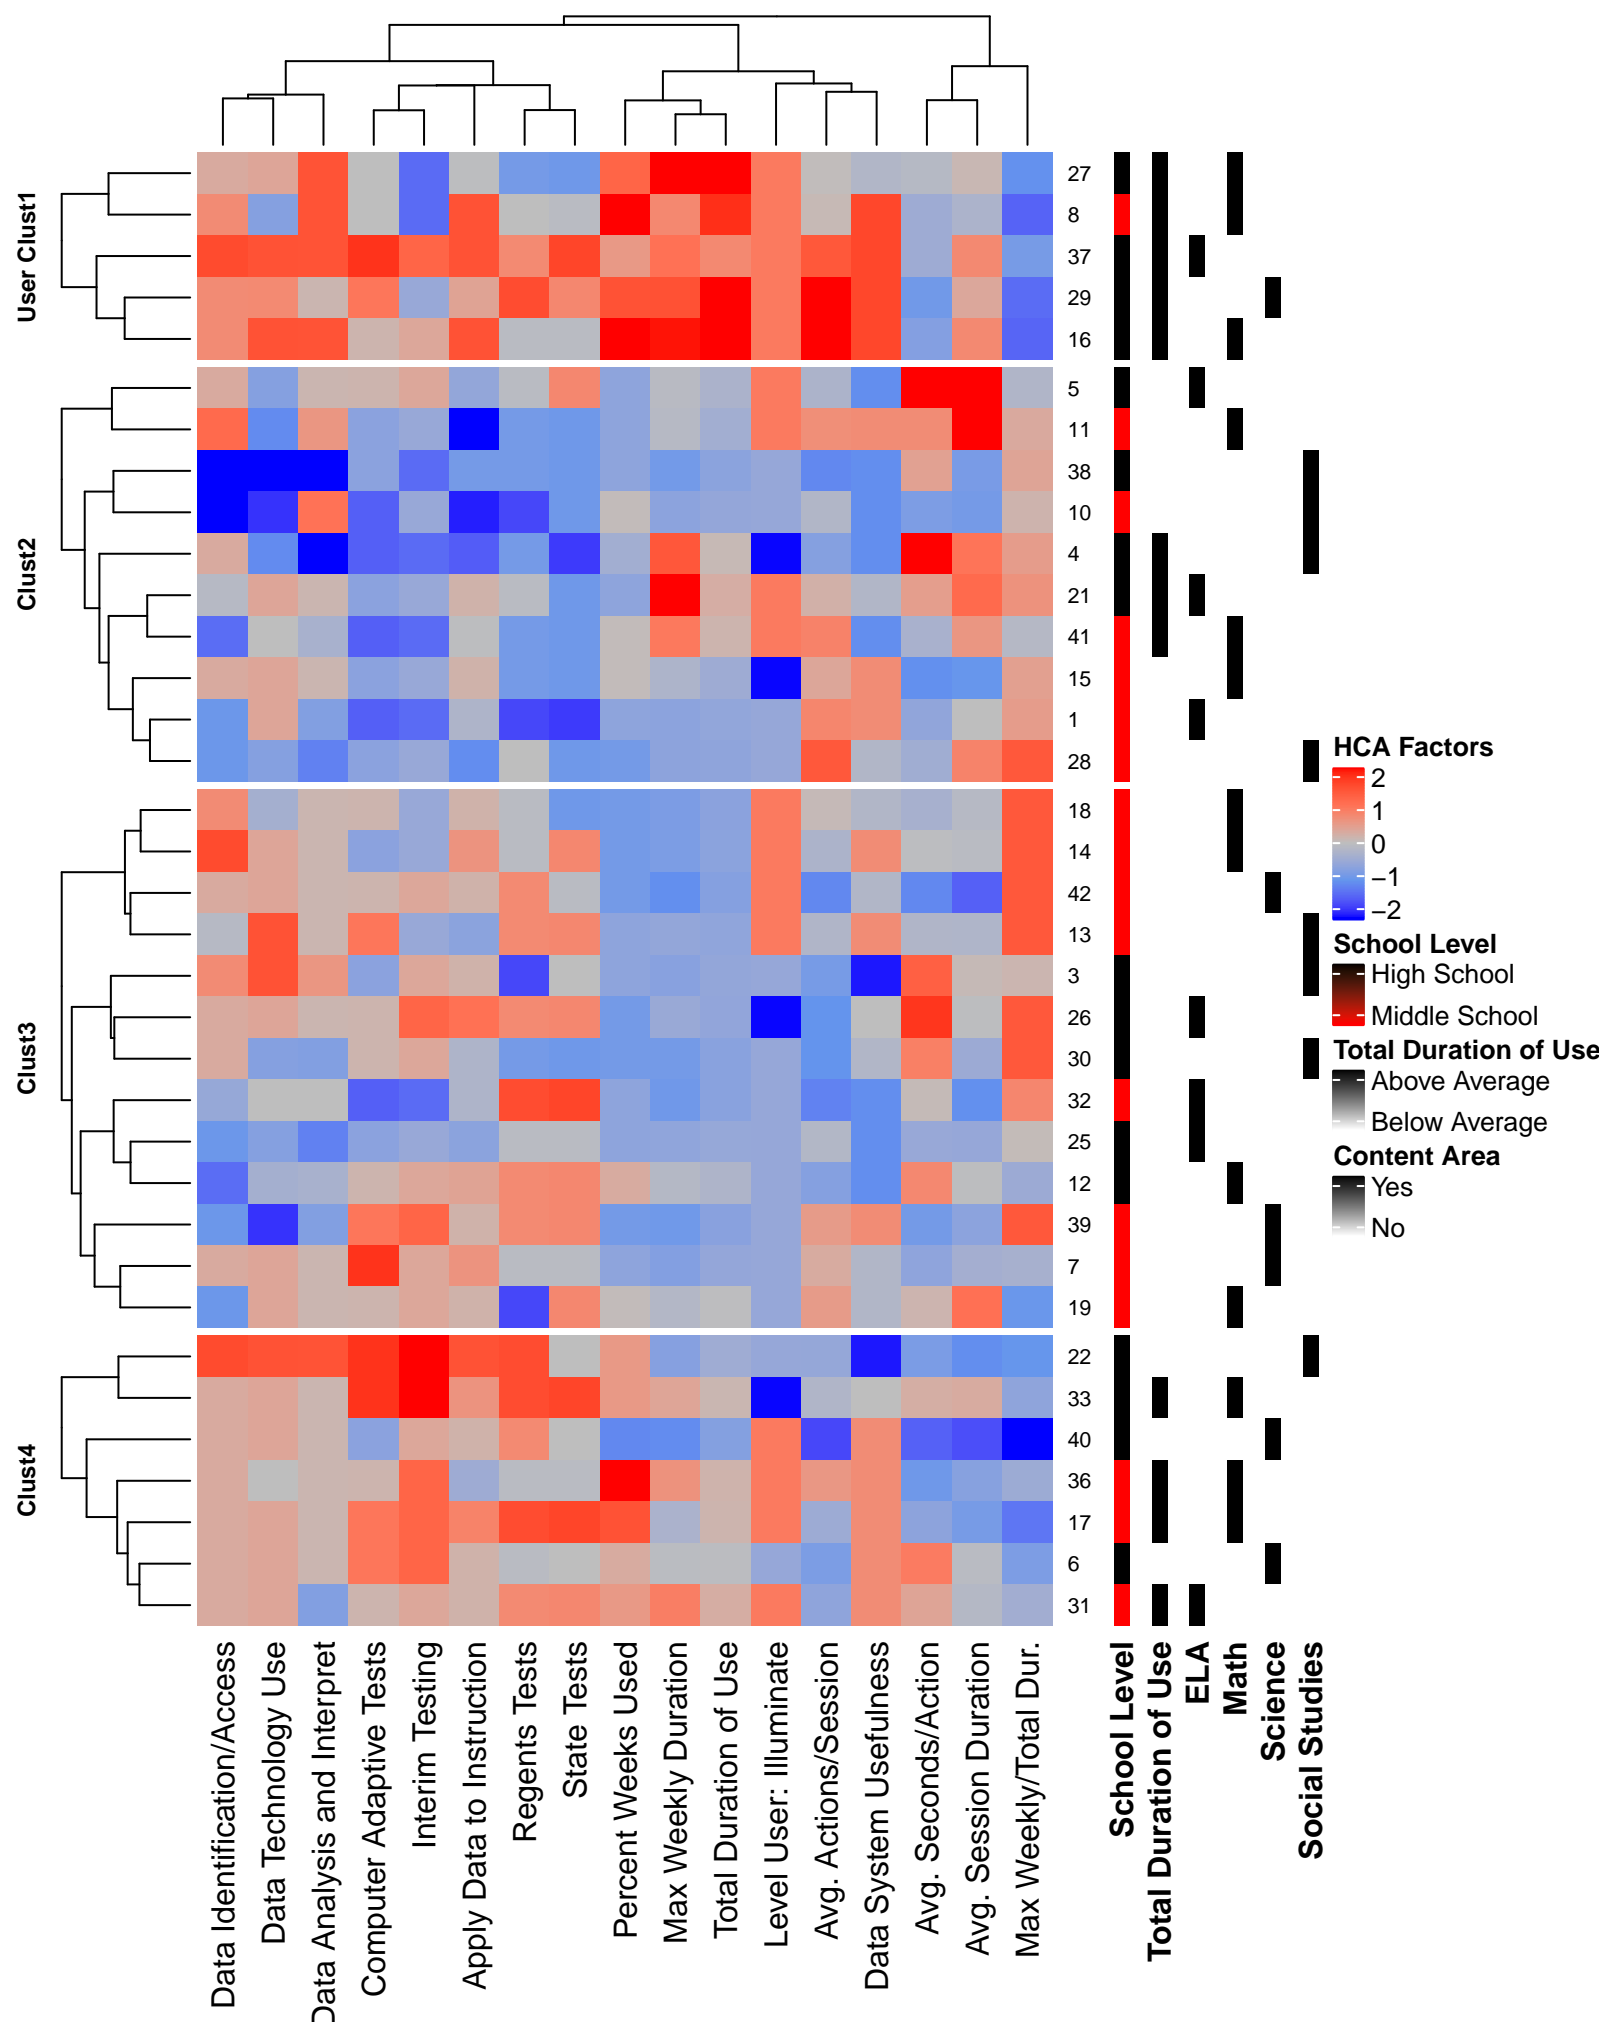 User Clust1
27
8
37
29
16
Clust2
5
11
38
10
4
21
41
15
1
28
Clust3
18
14
42
13
3
26
30
32
25
12
39
7
19
Clust4
22
33
40
36
17
6
31
HCA Factors
2
1
0
−1
−2
School Level
High School
Middle School
Total Duration of Use
Above Average
Below Average
Content Area
Yes
No
Data Identification/Access
Data Technology Use
Data Analysis and Interpret
Computer Adaptive Tests
Interim Testing
Apply Data to Instruction
Regents Tests
State Tests
Percent Weeks Used
Max Weekly Duration
Total Duration of Use
Level User: Illuminate
Avg. Actions/Session
Data System Usefulness
Avg. Seconds/Action
Avg. Session Duration
Max Weekly/Total Dur.
School Level
Total Duration of Use
ELA
Math
Science
Social Studies